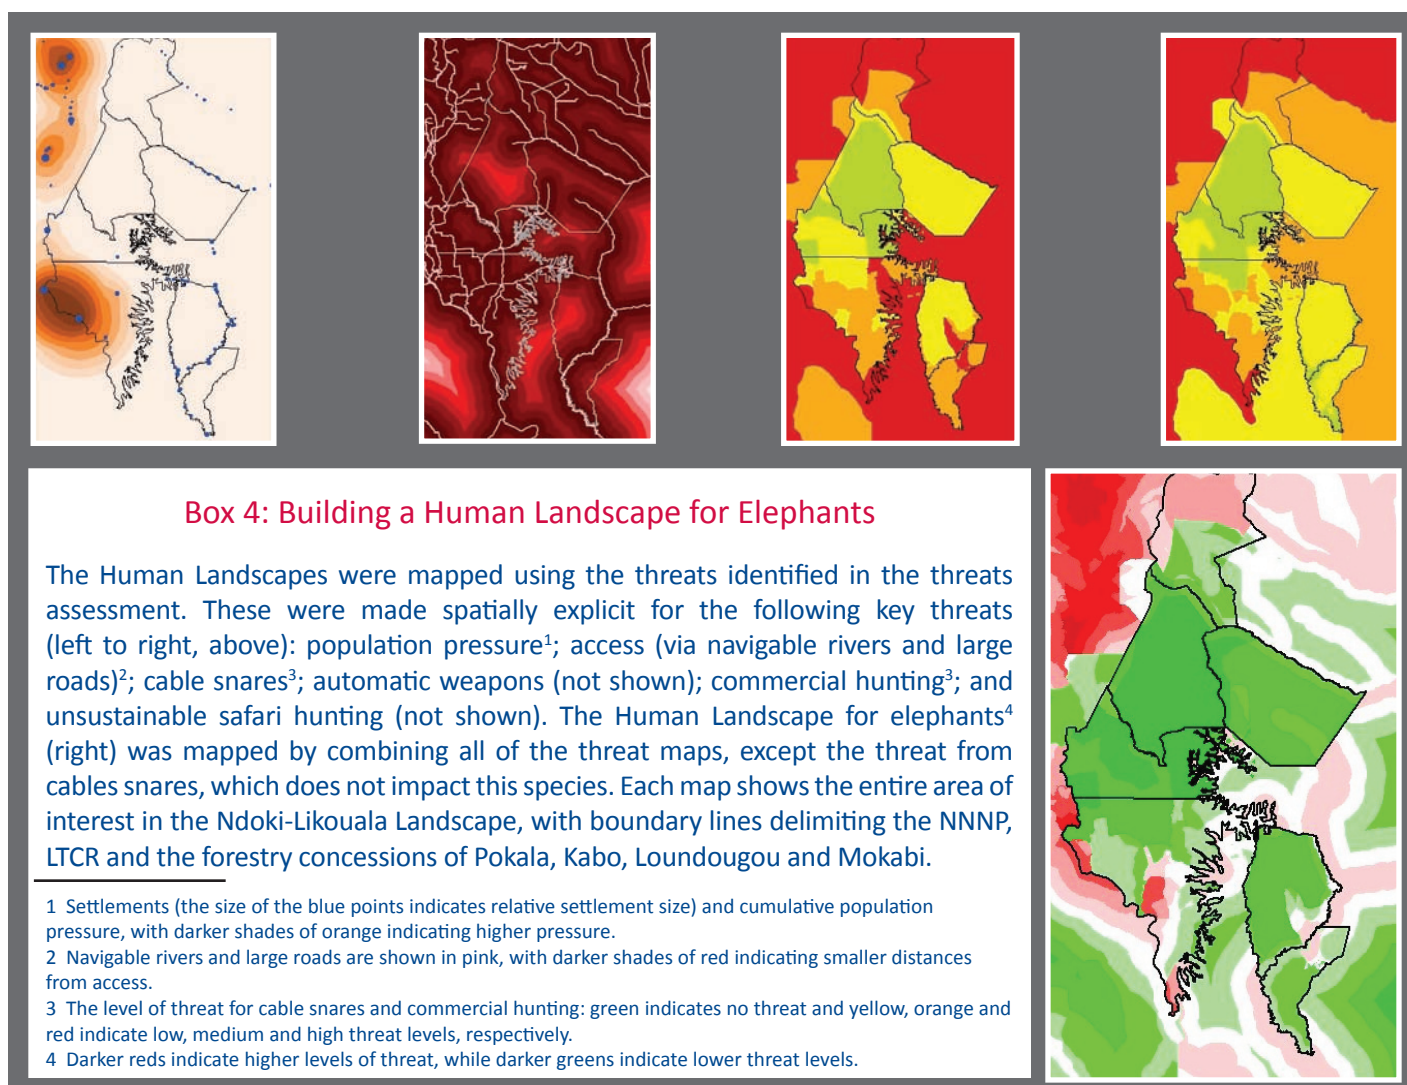 Box 4: Building a Human Landscape for Elephants
The Human Landscapes were mapped using the threats identified in the threats
assessment. These were made spatially explicit for the following key threats
(left to right, above): population pressure1; access (via navigable rivers and large
roads)2; cable snares3; automatic weapons (not shown); commercial hunting3; and
unsustainable safari hunting (not shown). The Human Landscape for elephants4
(right) was mapped by combining all of the threat maps, except the threat from
cables snares, which does not impact this species. Each map shows the entire area of
interest in the Ndoki-Likouala Landscape, with boundary lines delimiting the NNNP,
LTCR and the forestry concessions of Pokala, Kabo, Loundougou and Mokabi.
1 Settlements (the size of the blue points indicates relative settlement size) and cumulative population
pressure, with darker shades of orange indicating higher pressure.
2 Navigable rivers and large roads are shown in pink, with darker shades of red indicating smaller distances
from access.
3 The level of threat for cable snares and commercial hunting: green indicates no threat and yellow, orange and
red indicate low, medium and high threat levels, respectively.
4 Darker reds indicate higher levels of threat, while darker greens indicate lower threat levels.